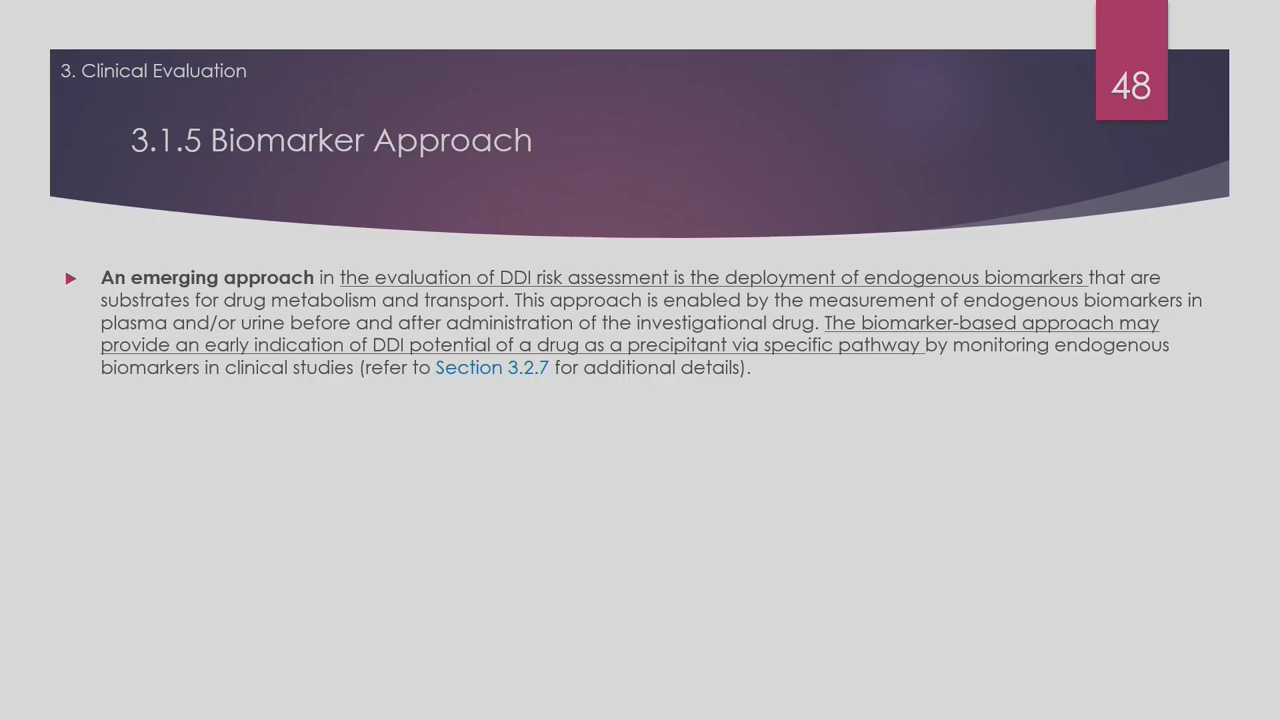 3. Clinical Evaluation
48
3.1.5 Biomarker Approach
An emerging approach in the evaluation of DDI risk assessment is the deployment of endogenous biomarkers that are
substrates for drug metabolism and transport. This approach is enabled by the measurement of endogenous biomarkers in
plasma and/or urine before and after administration of the investigational drug. The biomarker-based approach may
provide an early indication of DDI potential of a drug as a precipitant via specific pathway by monitoring endogenous
biomarkers in clinical studies (refer to Section 3.2.7 for additional details).